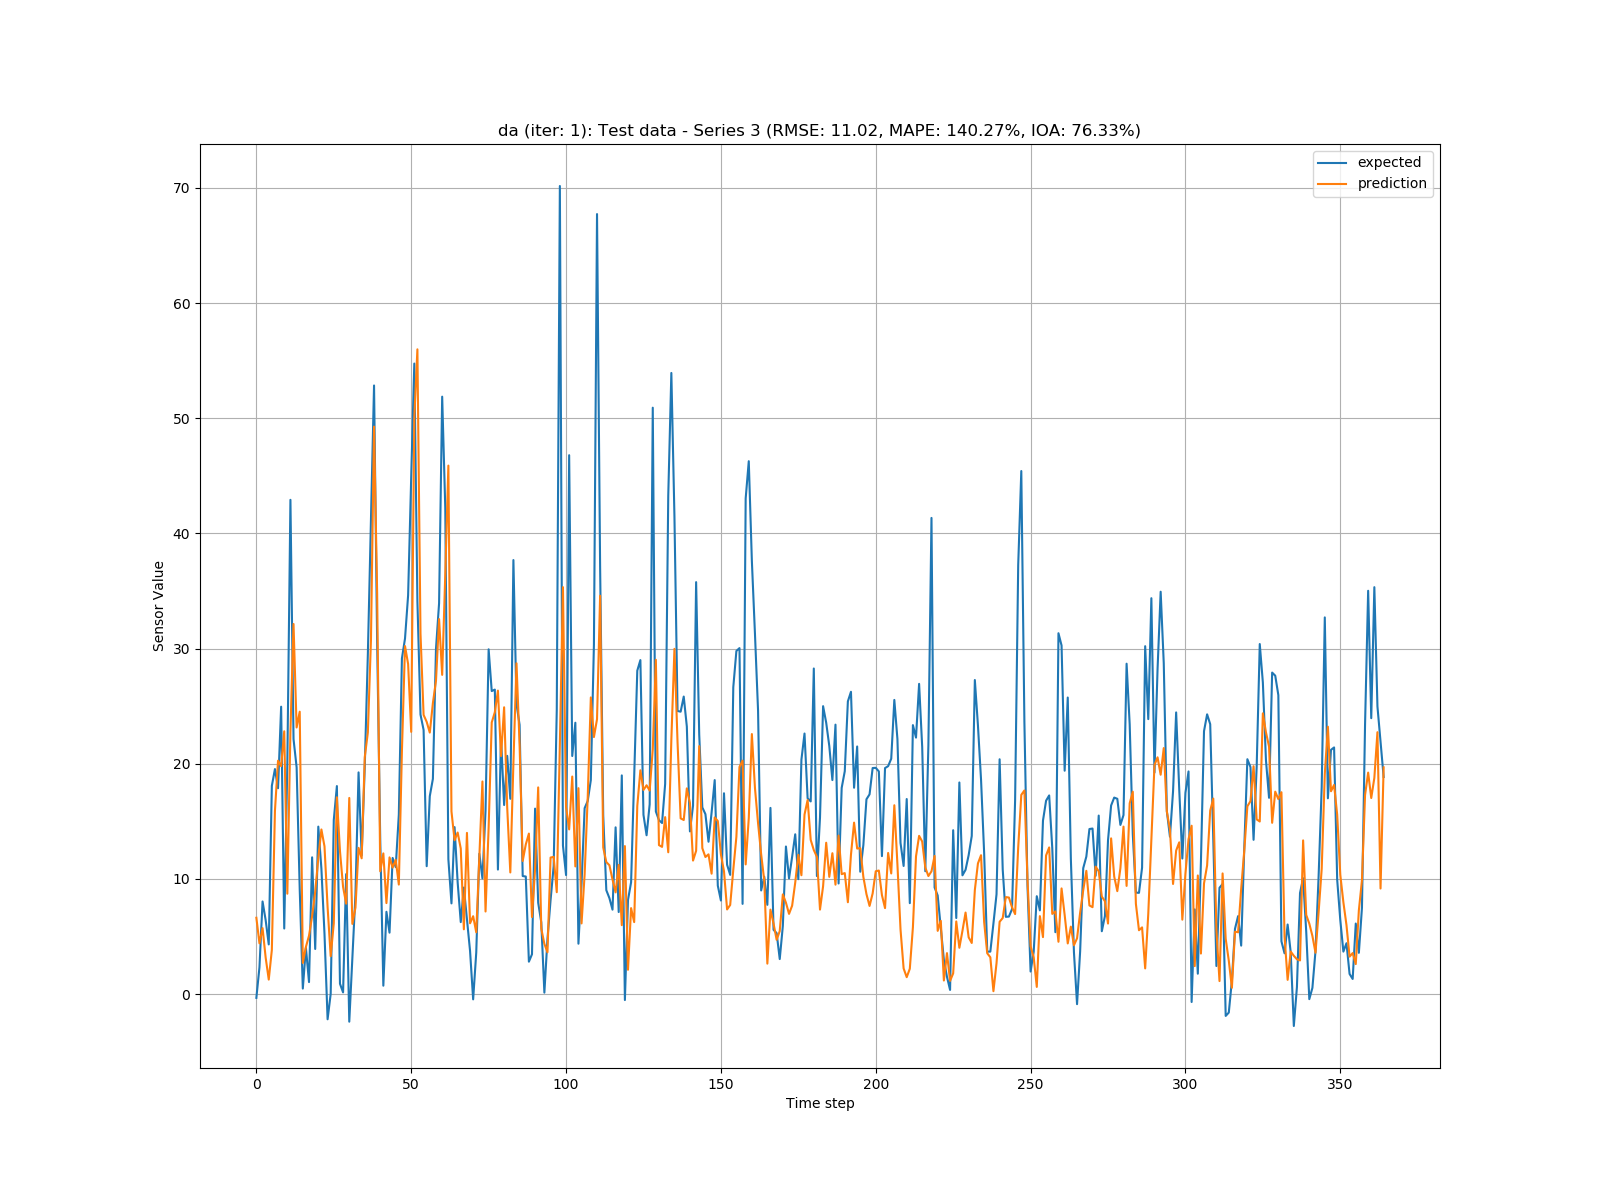 da (iter: 1): Test data - Series 3 (RMSE: 11.02, MAPE: 140.27%, IOA: 76.33%)
expected
prediction
70
60
50
40
30
20
10
0
Sensor Value
0 50 100 150 200 250 300 350
Time step